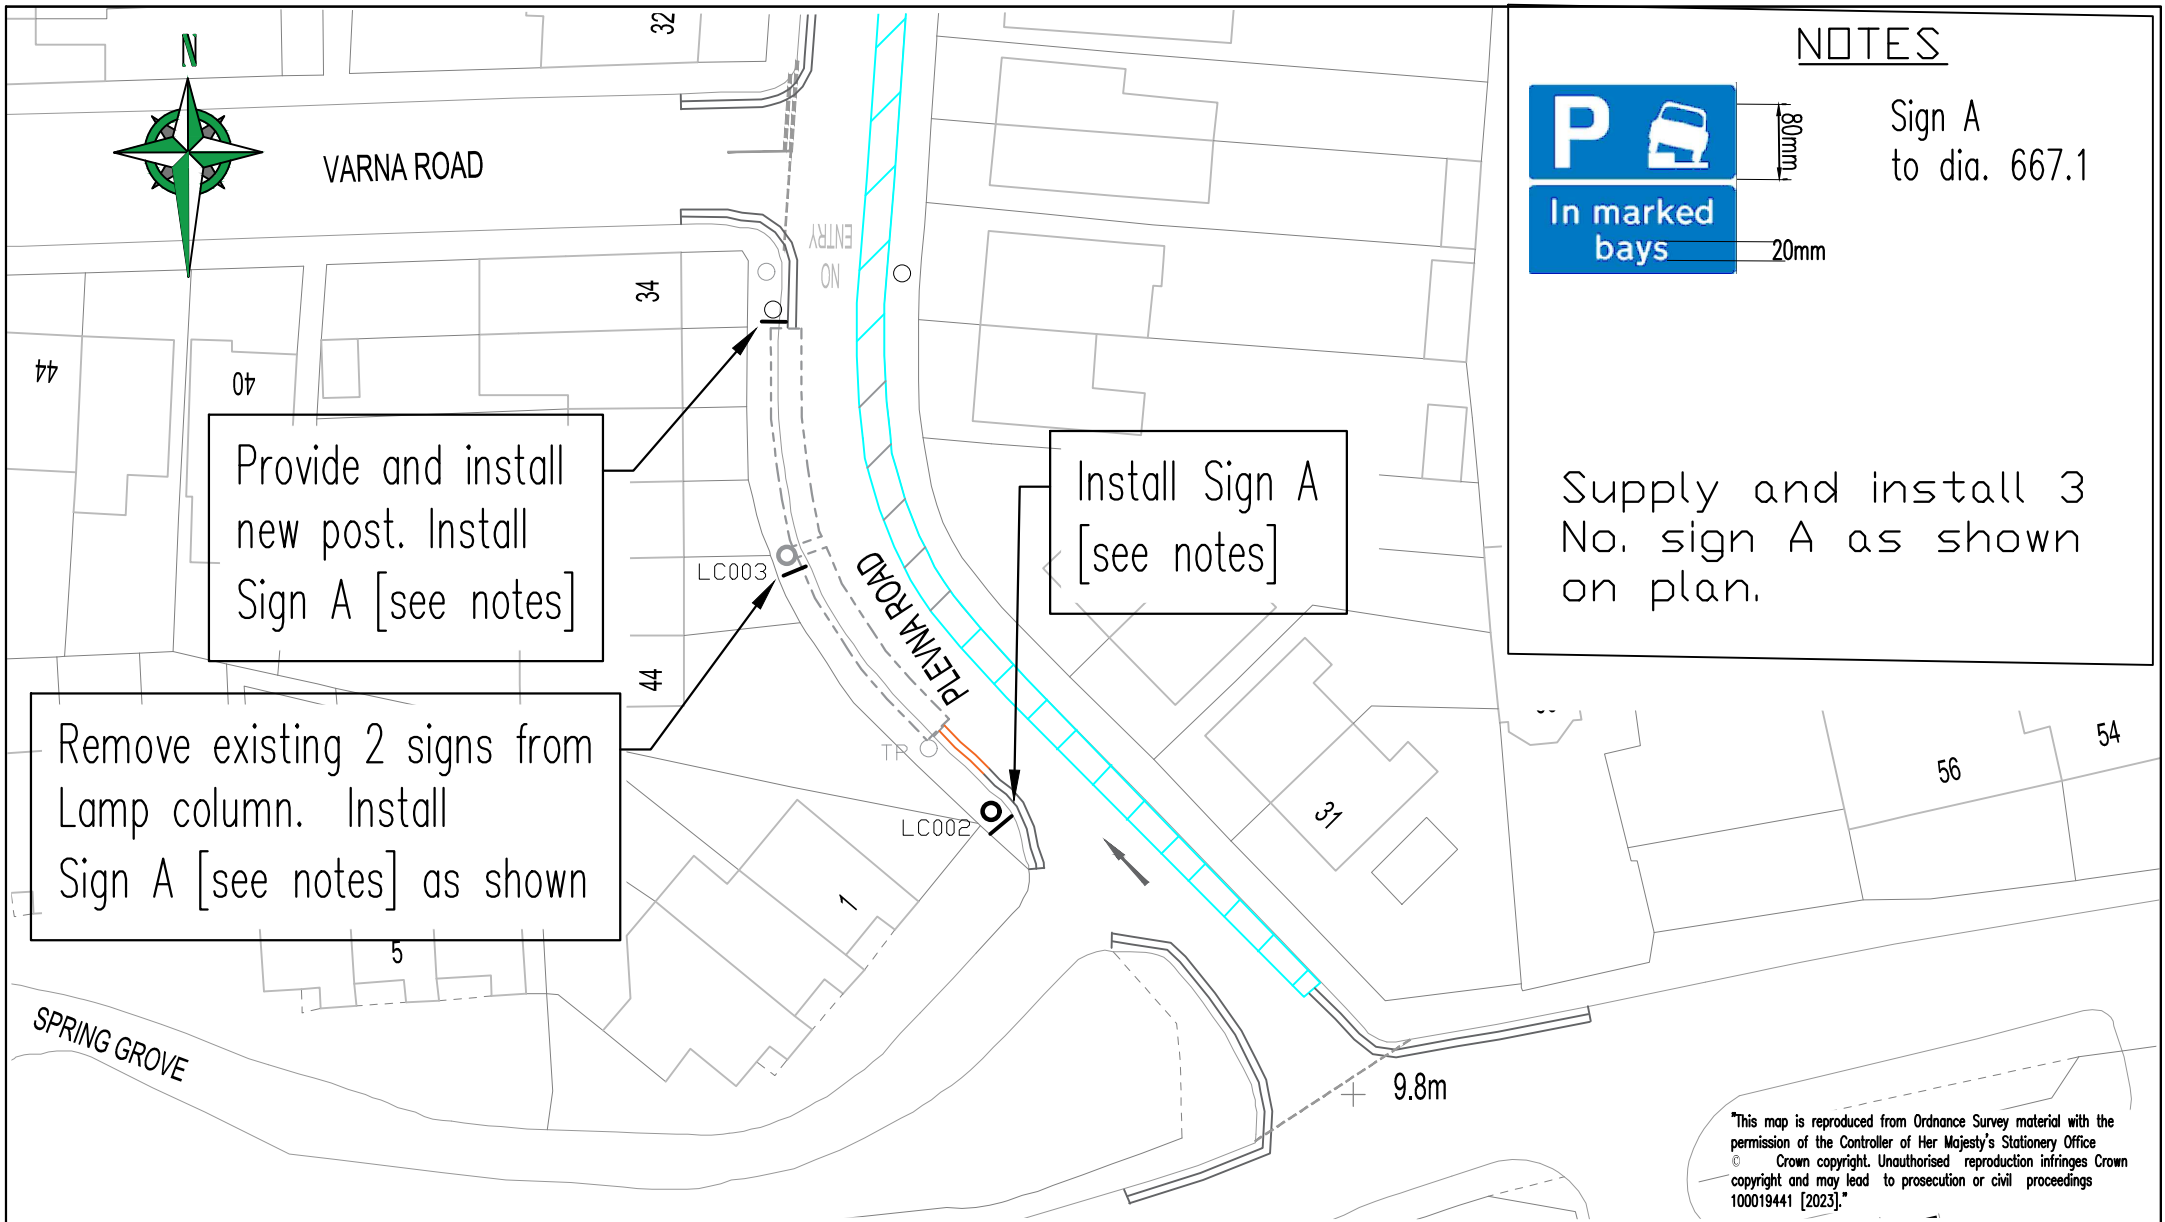 N
32
VARNA ROAD
NO
ENTRY
34
44
40
Provide and install
new post. Install
Sign A [see notes]
LC003
PLEVNA ROAD
Install Sign A
[see notes]
44
Remove existing 2 signs from
Lamp column. Install
Sign A [see notes] as shown
TP
LC002
31
56
54
1
5
SPRING GROVE
9.8m
NOTES
P
In marked
bays
80mm
20mm
Sign A
to dia. 667.1
Supply and install 3
No. sign A as shown
on plan.
"This map is reproduced from Ordnance Survey material with the
permission of the Controller of Her Majesty's Stationery Office
© Crown copyright. Unauthorised reproduction infringes Crown
copyright and may lead to prosecution or civil proceedings
100019441 [2023]."